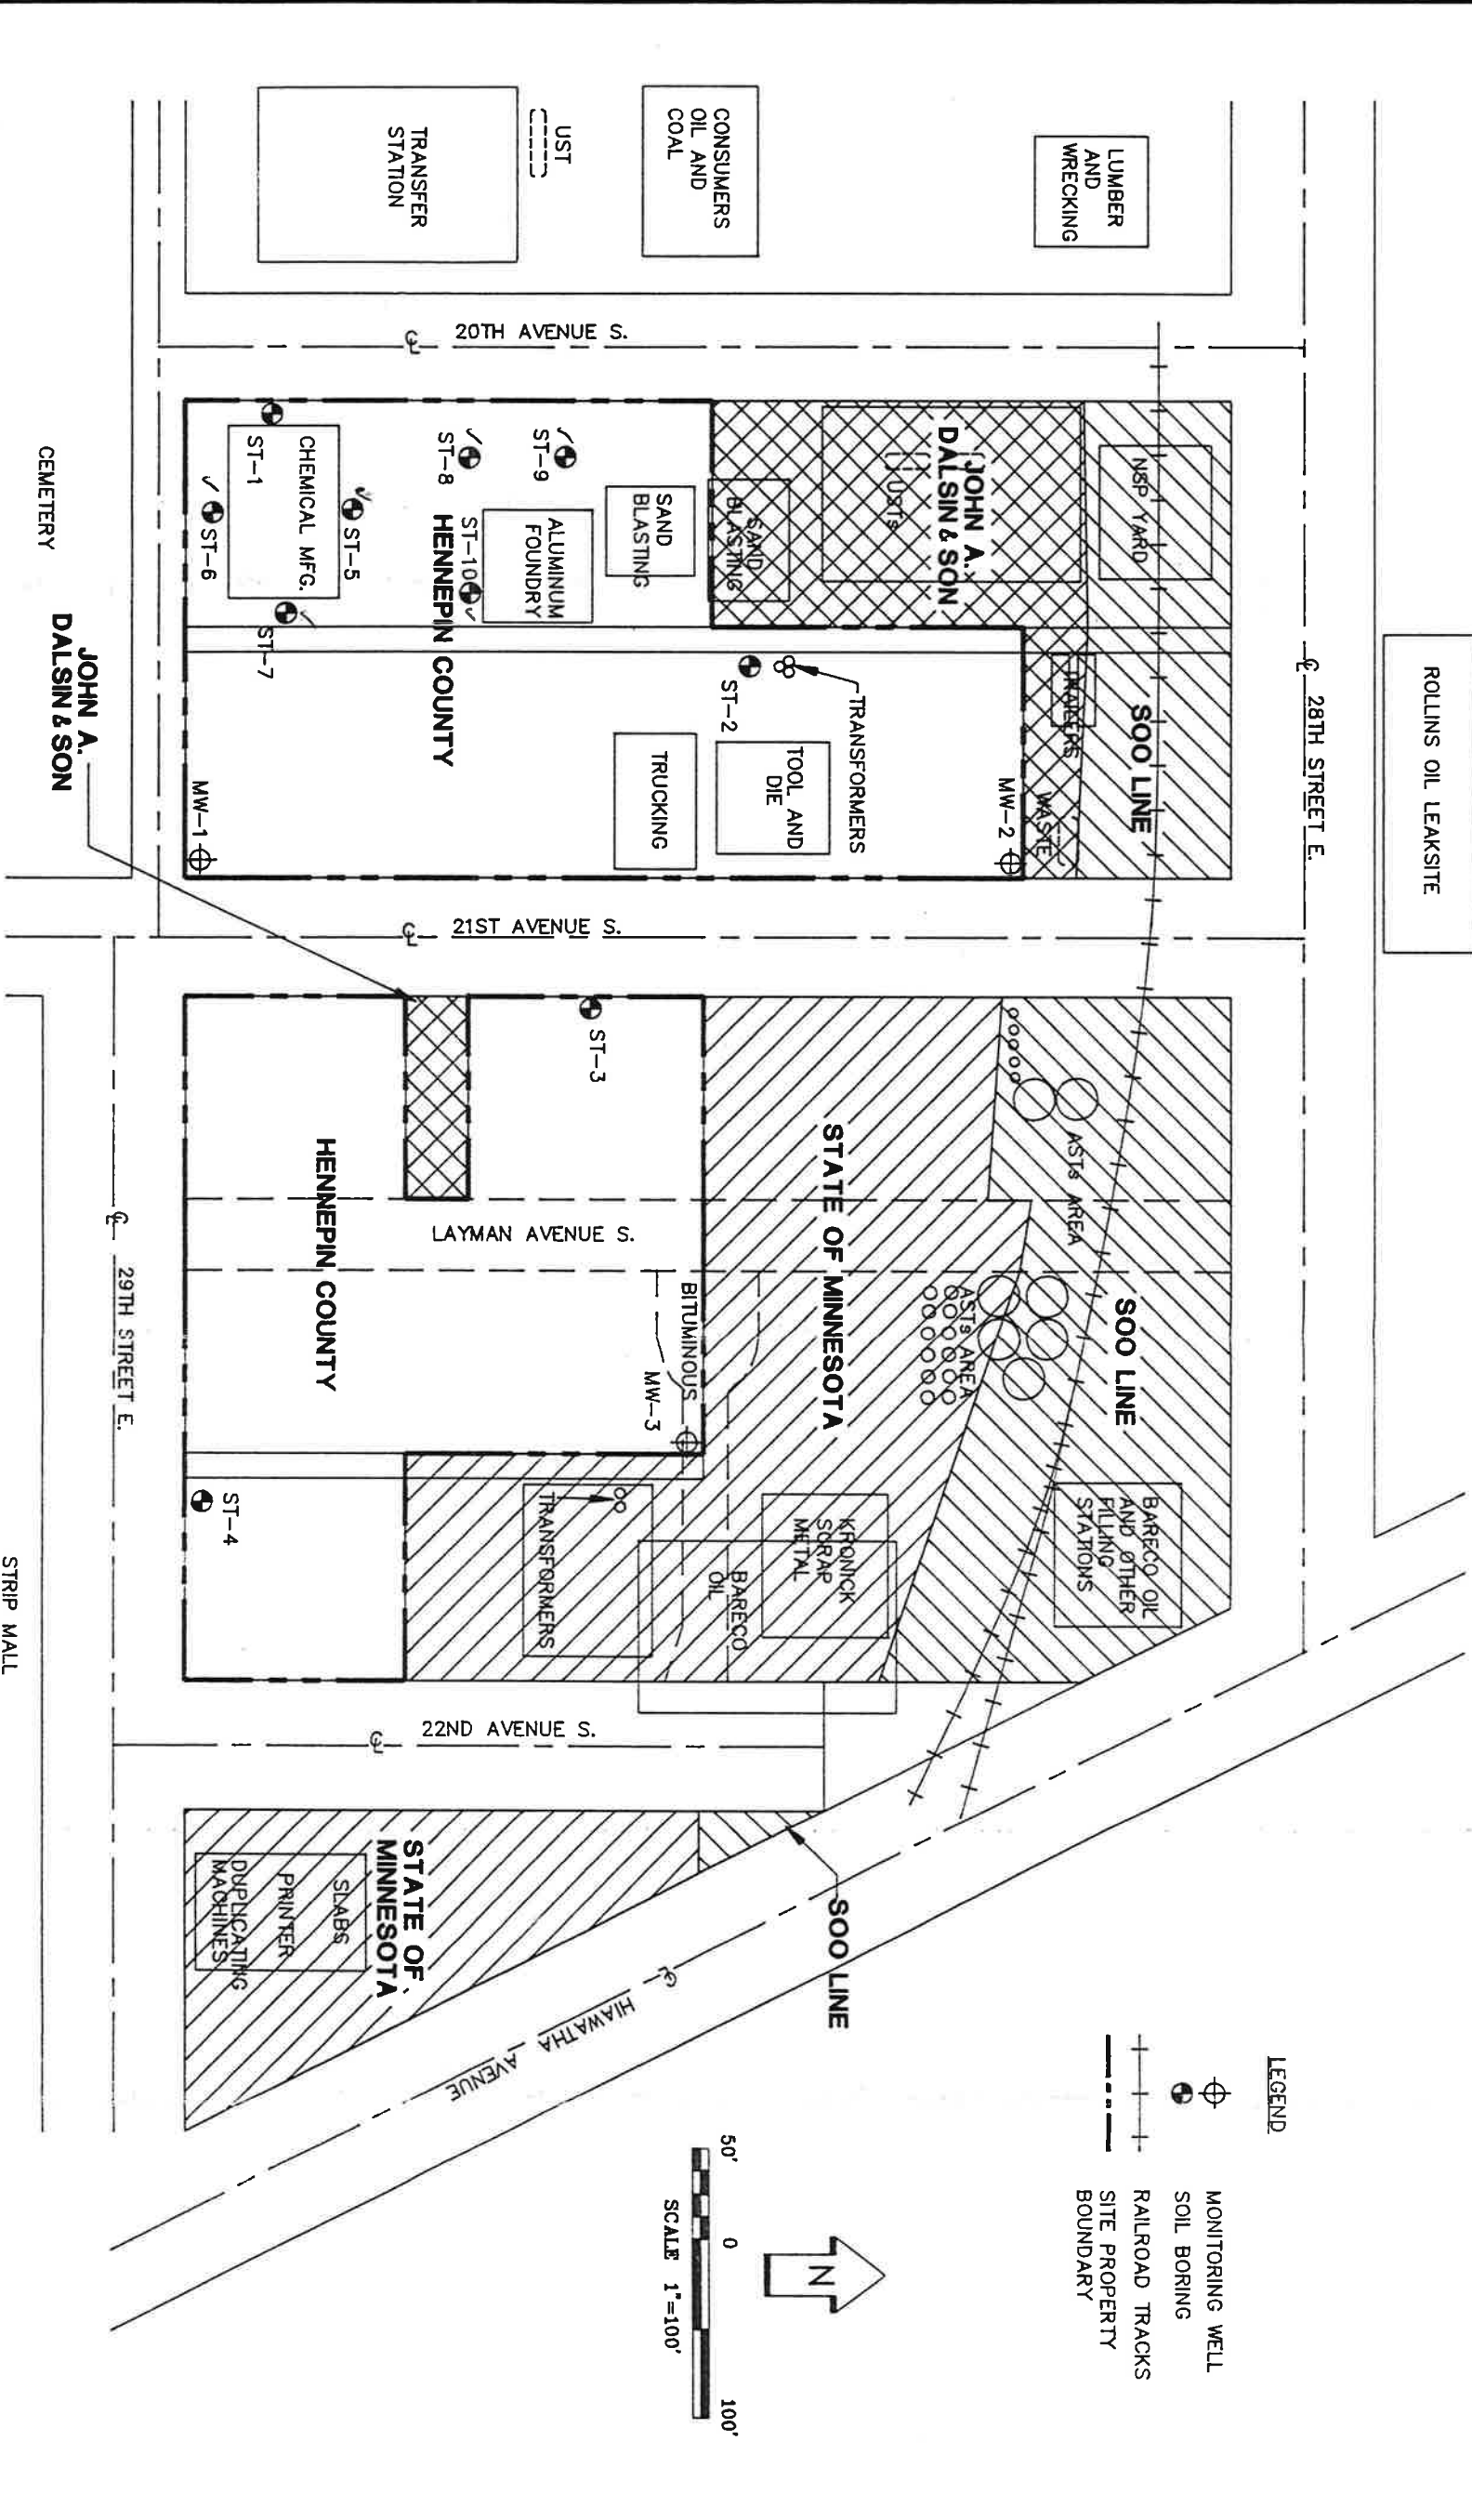 ROLLINS OIL LEAKSITE
28TH STREET E.
LUMBER
AND
WRECKING
CONSUMERS
OIL AND
COAL
UST
TRANSFER
STATION
20TH AVENUE S.
NSP YARD
SOO LINE
JOHN A.
DALSIN & SON
USTs
TRAILERS
WASTE
MW-2
SAND
BLASTING
SAND
BLASTING
TRANSFORMERS
ST-2
TOOL AND
DIE
TRUCKING
ALUMINUM
FOUNDRY
ST-9
ST-8
ST-10
HENNEPIN COUNTY
CHEMICAL MFG.
ST-1
ST-5
ST-6
ST-7
MW-1
21ST AVENUE S.
CEMETERY
JOHN A.
DALSIN & SON
ASTs AREA
SOO LINE
ASTs AREA
STATE OF MINNESOTA
BARECO OIL
AND OTHER
FILLING
STATIONS
KRONICK
SCRAP
METAL
BARECO
OIL
TRANSFORMERS
BITUMINOUS
MW-3
ST-3
LAYMAN AVENUE S.
HENNEPIN COUNTY
ST-4
29TH STREET E.
22ND AVENUE S.
STRIP MALL
SOO LINE
STATE OF
MINNESOTA
SLABS
PRINTER
DUPLICATING
MACHINES
HIAWATHA AVENUE
LEGEND
MONITORING WELL
SOIL BORING
RAILROAD TRACKS
SITE PROPERTY
BOUNDARY
N
50' 0 100'
SCALE 1"=100'